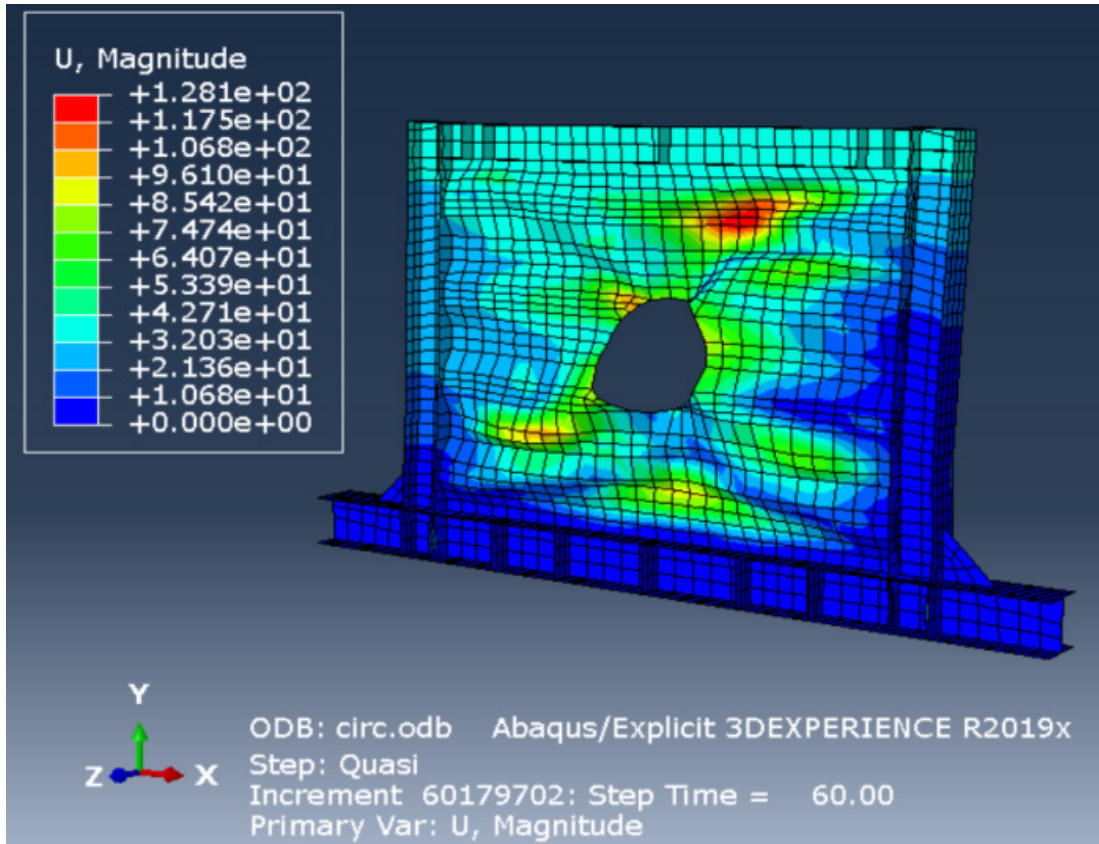 U, Magnitude
+1.281e+02
+1.175e+02
+1.068e+02
+9.610e+01
+8.542e+01
+7.474e+01
+6.407e+01
+5.339e+01
+4.271e+01
+3.203e+01
+2.136e+01
+1.068e+01
+0.000e+00
Y
Z X
ODB: circ.odb Abaqus/Explicit 3DEXPERIENCE R2019x
Step: Quasi
Increment 60179702: Step Time = 60.00
Primary Var: U, Magnitude